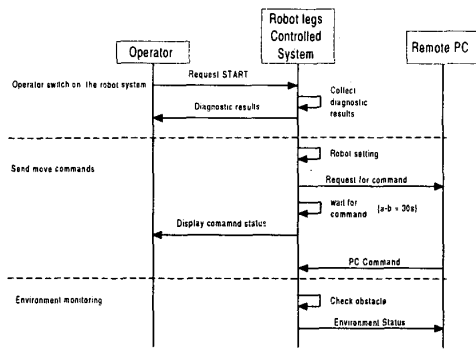 Operator
Robot legs
Controlled
System
Remote PC
Operator switch on the robot system
Request START
Collect
diagnostic
results
Diagnostic results
Send move commands
Robot setting
Request for command
wait for
command {a-b = 30s}
Display comamnd status
PC Command
Environment monitoring
Check obstacle
Environment Status